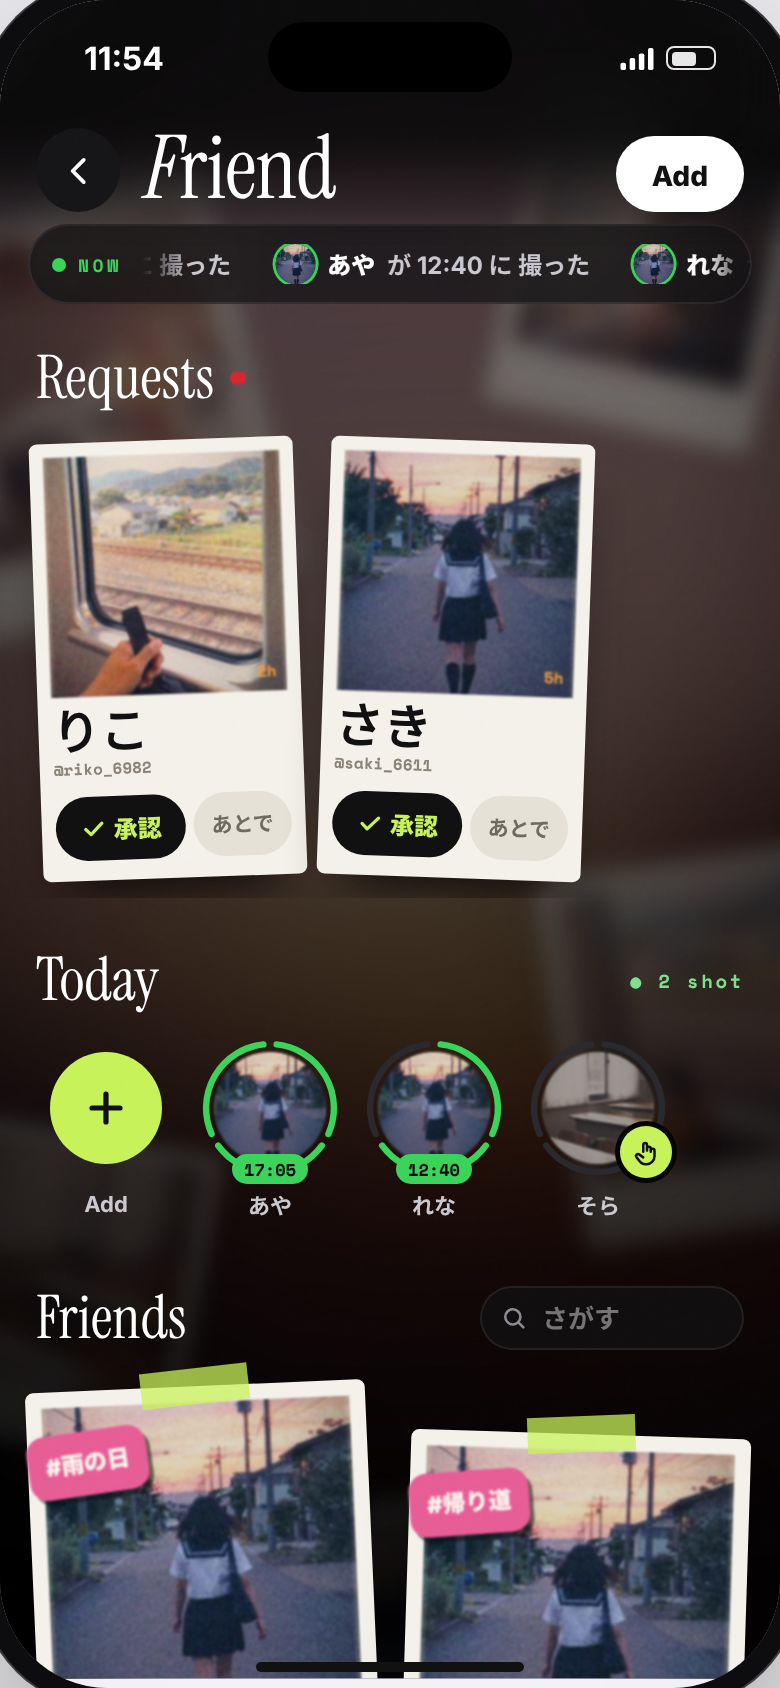 11:54
Friend
Add
NOW 撮った あや が 12:40 に 撮った れな
Requests
2h
5h
りこ
@riko_6982
承認 あとで
さき
@saki_6611
承認 あとで
Today
2 shot
17:05
12:40
Add あや れな そら
Friends
さがす
#雨の日
#帰り道